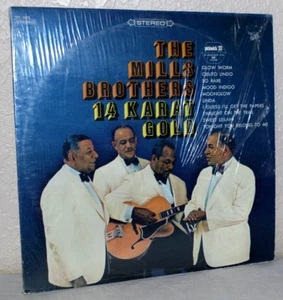 STEREO
THE
MILLS
BROTHERS
14 KARAT
GOLD
GLOW WORM
CIELITO LINDO
SO RARE
MOOD INDIGO
MOONGLOW
LINDA
I GUESS I'LL GET THE PAPERS
TWILIGHT ON THE TRAIL
SWEET LEILANI
TONIGHT YOU BELONG TO ME